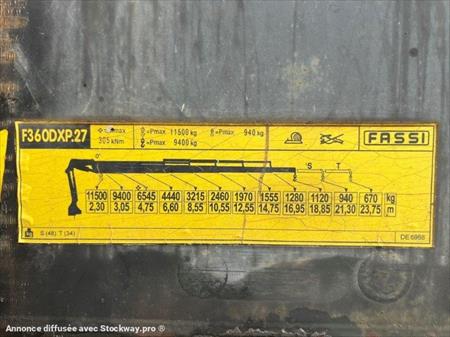 F360DXP.27
max
305 kNm
=Pmax 11500 kg
=Pmax 9400 kg
=Pmax 940 kg
FASSI
0°
S T
11500 9400 6545 4440 3215 2460 1970 1555 1280 1120 940 670 kg
2,30 3,05 4,75 6,60 8,55 10,55 12,55 14,75 16,95 18,85 21,30 23,75 m
S (48) T (34)
DE6968
Annonce diffusée avec Stockway.pro ®